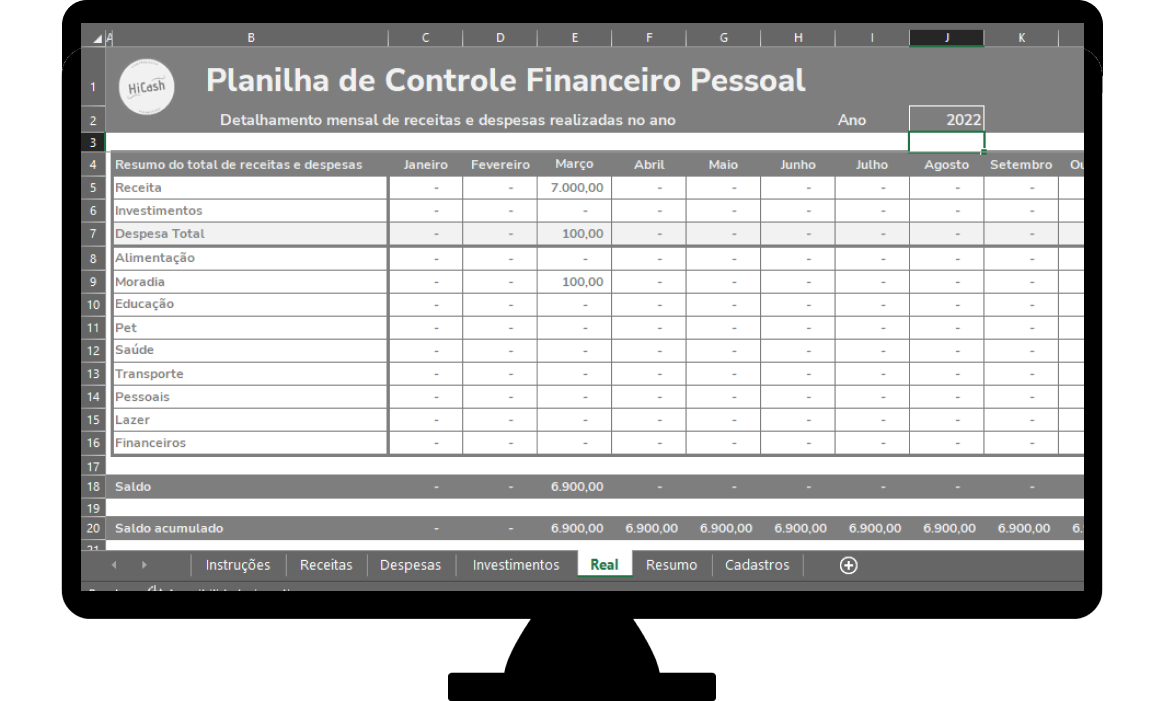 A B C D E F G H I J K
HiCash
1 Planilha de Controle Financeiro Pessoal
2 Detalhamento mensal de receitas e despesas realizadas no ano Ano 2022
3
4 Resumo do total de receitas e despesas Janeiro Fevereiro Março Abril Maio Junho Julho Agosto Setembro Ou
5 Receita - - 7.000,00 - - - - - -
6 Investimentos - - - - - - - - -
7 Despesa Total - - 100,00 - - - - - -
8 Alimentação - - - - - - - - -
9 Moradia - - 100,00 - - - - - -
10 Educação - - - - - - - - -
11 Pet - - - - - - - - -
12 Saúde - - - - - - - - -
13 Transporte - - - - - - - - -
14 Pessoais - - - - - - - - -
15 Lazer - - - - - - - - -
16 Financeiros - - - - - - - - -
17
18 Saldo - - 6.900,00 - - - - - -
19
20 Saldo acumulado - - 6.900,00 6.900,00 6.900,00 6.900,00 6.900,00 6.900,00 6.900,00 6.
21
Instruções Receitas Despesas Investimentos Real Resumo Cadastros